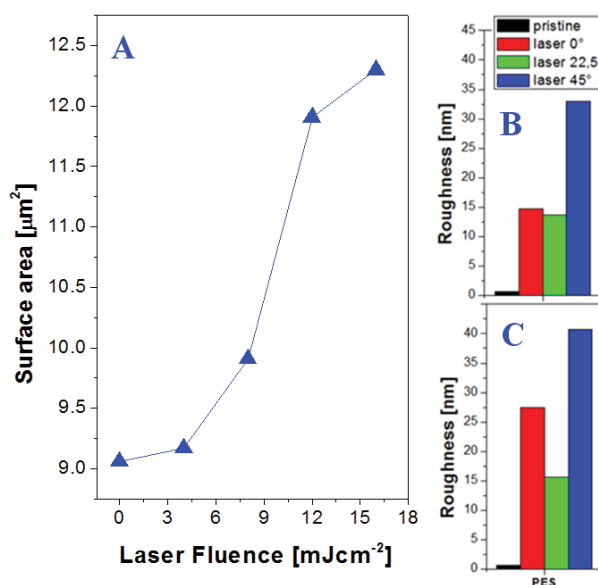 A
Surface area [μm²]
12.5
12.0
11.5
11.0
10.5
10.0
9.5
9.0
0 3 6 9 12 15 18
Laser Fluence [mJcm⁻²]
pristine
laser 0°
laser 22,5
laser 45°
B
Roughness [nm]
45
40
35
30
25
20
15
10
5
0
C
Roughness [nm]
40
35
30
25
20
15
10
5
0
PES